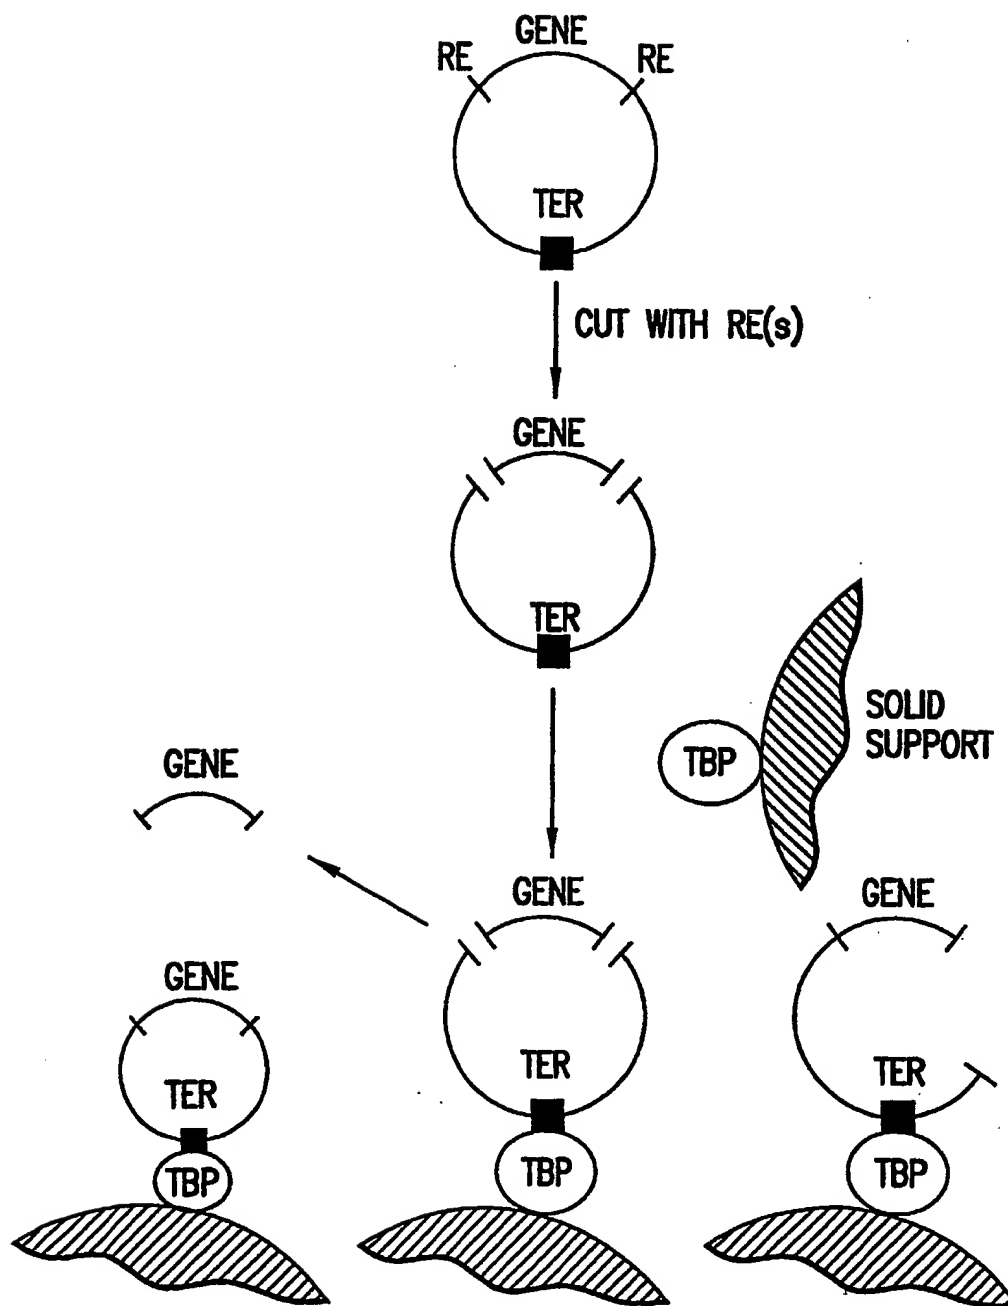 GENE
RE
RE
TER
CUT WITH RE(s)
GENE
TER
SOLID
SUPPORT
TBP
GENE
GENE
GENE
GENE
TER
TER
TER
TBP
TBP
TBP